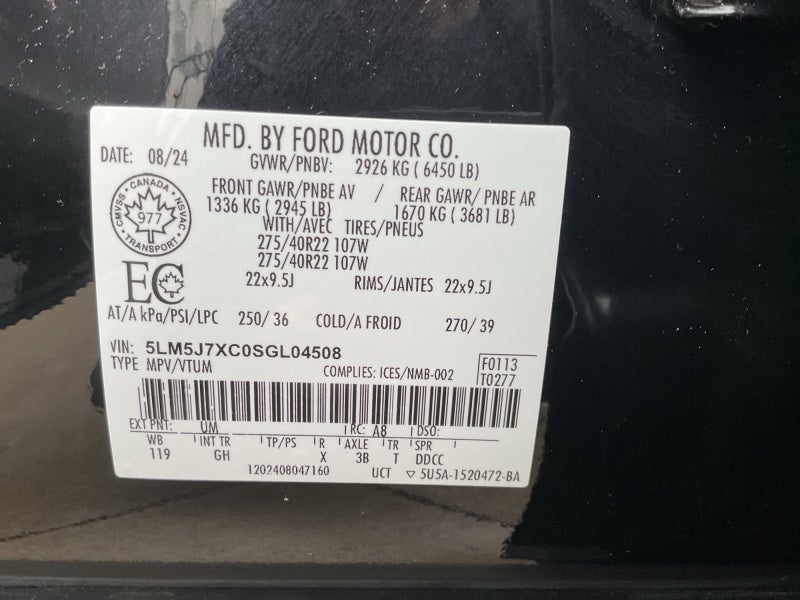 MFD. BY FORD MOTOR CO.
DATE: 08/24 GVWR/PNBV: 2926 KG ( 6450 LB)
FRONT GAWR/PNBE AV / REAR GAWR/ PNBE AR
1336 KG ( 2945 LB) 1670 KG ( 3681 LB)
WITH/AVEC TIRES/PNEUS
275/40R22 107W
275/40R22 107W
22x9.5J RIMS/JANTES 22x9.5J
CANADA
CMVSS NSVAC
977
TRANSPORT
EC
AT/A kPa/PSI/LPC 250/ 36 COLD/A FROID 270/ 39
VIN: 5LM5J7XC0SGL04508
TYPE MPV/VTUM COMPLIES: ICES/NMB-002
F0113
T0277
EXT PNT: UM RC: A8 DSO:
WB INT TR TP/PS R AXLE TR SPR
119 GH X 3B T DDCC
1202408047160 UCT ▽ 5U5A-1520472-BA